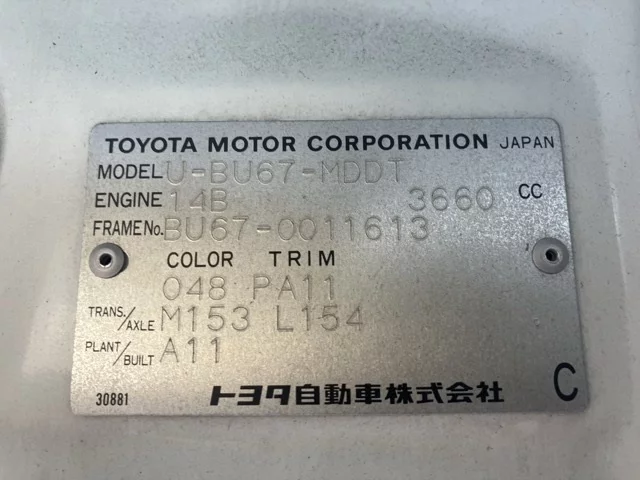 TOYOTA MOTOR CORPORATION JAPAN
MODEL U-BU67-MDDT
ENGINE 14B 3660 CC
FRAME No. BU67-0011613
COLOR TRIM
048 PA11
TRANS./AXLE M153 L154
PLANT/BUILT A11
30881 トヨタ自動車株式会社 C